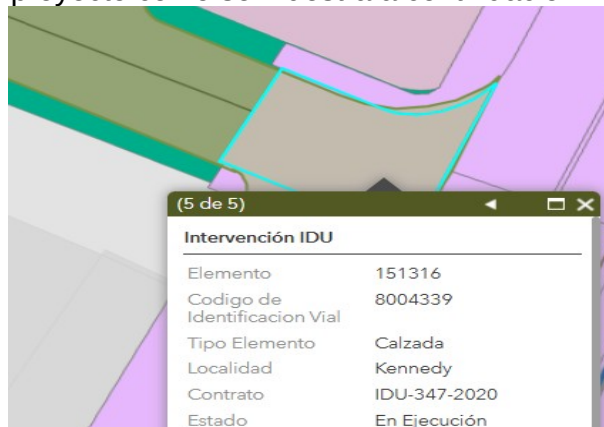 (5 de 5)
Intervención IDU
Elemento 151316
Codigo de Identificacion Vial 8004339
Tipo Elemento Calzada
Localidad Kennedy
Contrato IDU-347-2020
Estado En Ejecución